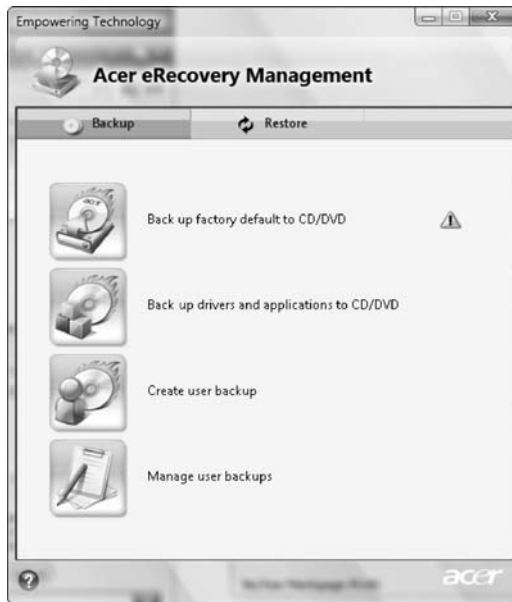 Empowering Technology
Acer eRecovery Management
Backup
Restore
Back up factory default to CD/DVD
Back up drivers and applications to CD/DVD
Create user backup
Manage user backups
acer